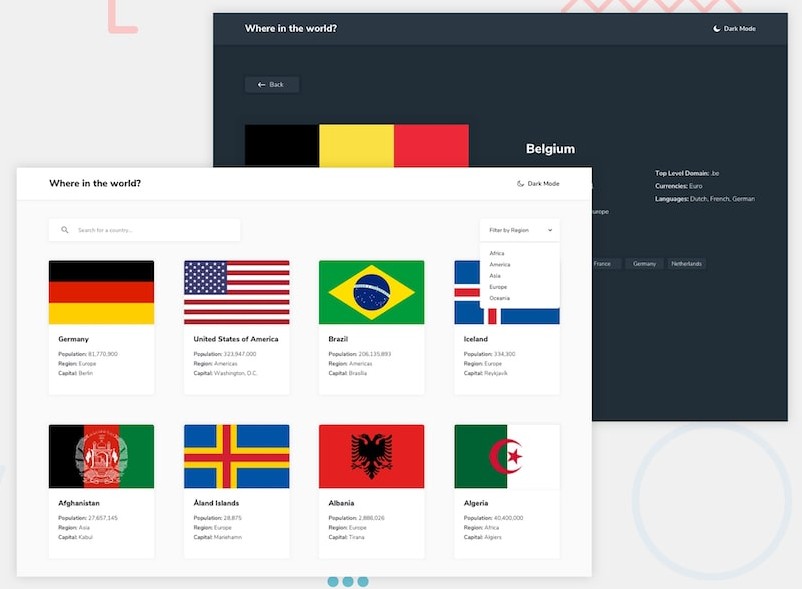 Where in the world?
Dark Mode
Back
Belgium
Top Level Domain: .be
Currencies: Euro
Languages: Dutch, French, German
France
Germany
Netherlands
Where in the world?
Dark Mode
Search for a country...
Filter by Region
Africa
America
Asia
Europe
Oceania
Germany
Population: 81,770,900
Region: Europe
Capital: Berlin
United States of America
Population: 323,947,000
Region: Americas
Capital: Washington, D.C.
Brazil
Population: 206,135,893
Region: Americas
Capital: Brasília
Iceland
Population: 334,300
Region: Europe
Capital: Reykjavík
Afghanistan
Population: 27,657,145
Region: Asia
Capital: Kabul
Åland Islands
Population: 28,875
Region: Europe
Capital: Mariehamn
Albania
Population: 2,886,026
Region: Europe
Capital: Tirana
Algeria
Population: 40,400,000
Region: Africa
Capital: Algiers